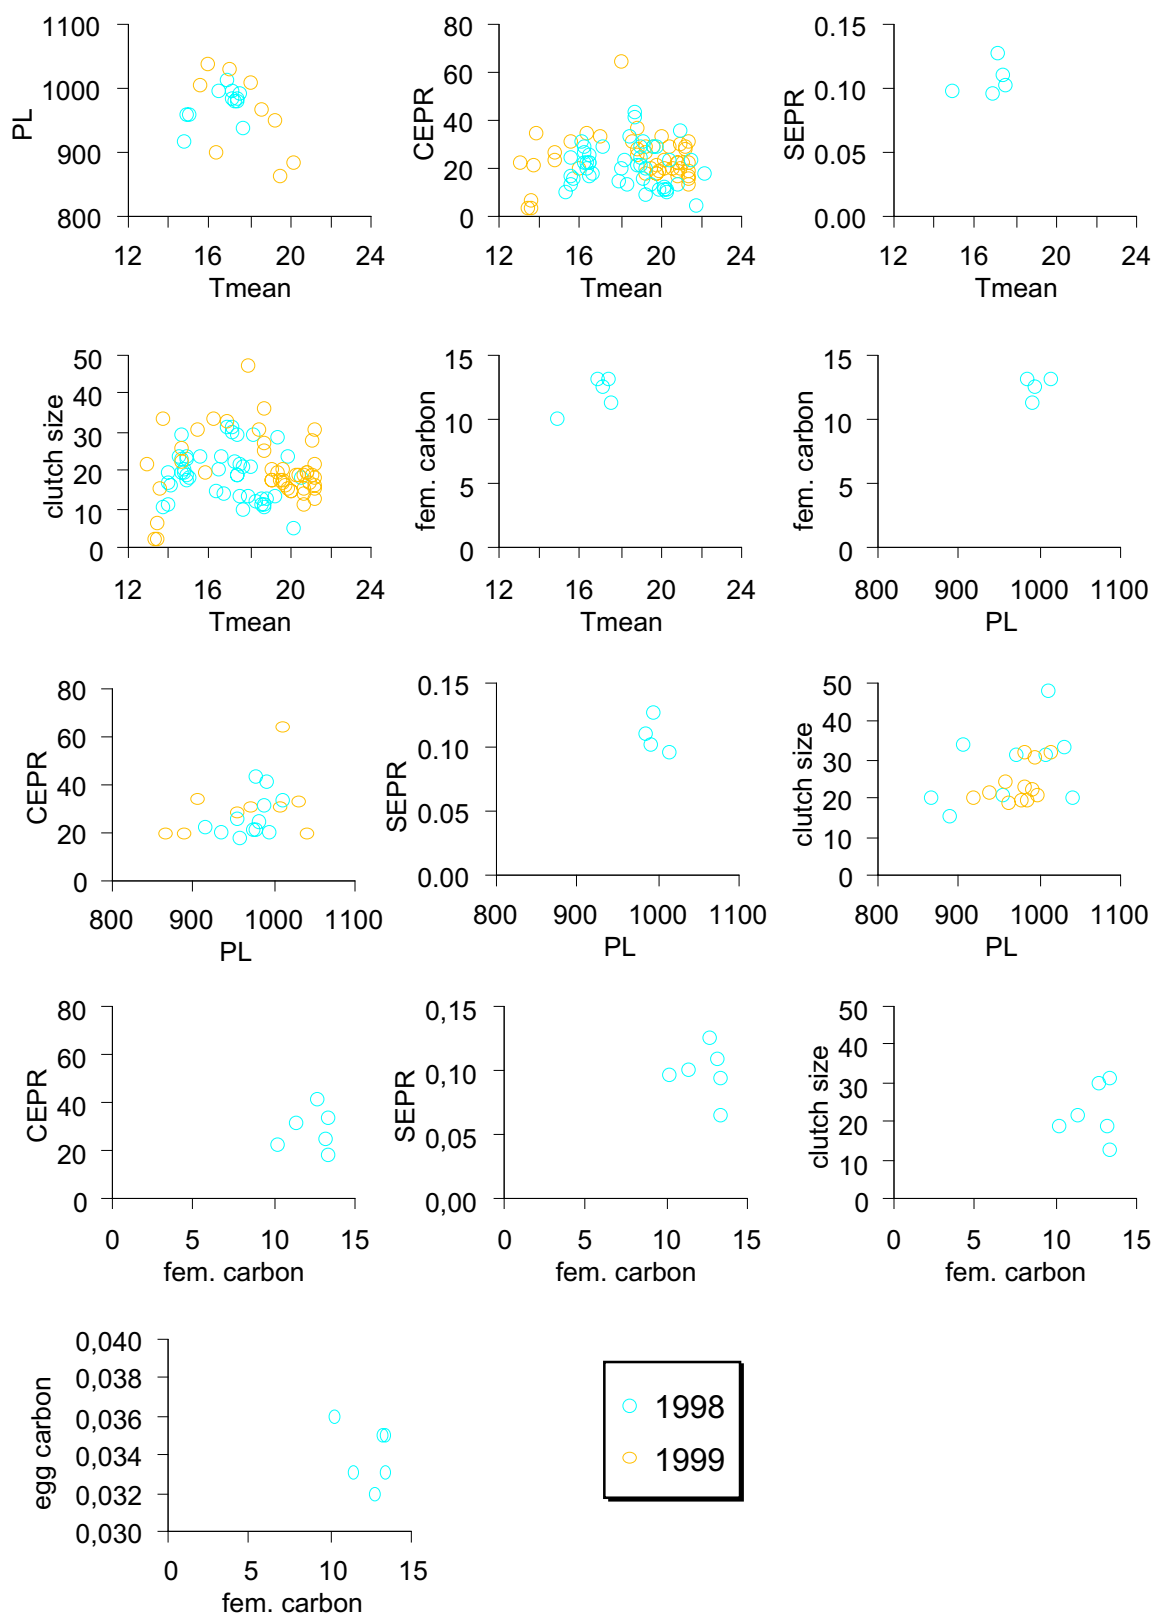 1100
1000
900
800
PL
12 16 20 24
Tmean
80
60
40
20
0
CEPR
12 16 20 24
Tmean
0.15
0.10
0.05
0.00
SEPR
12 16 20 24
Tmean
50
40
30
20
10
0
clutch size
12 16 20 24
Tmean
15
10
5
0
fem. carbon
12 16 20 24
Tmean
15
10
5
0
fem. carbon
800 900 1000 1100
PL
80
60
40
20
0
CEPR
800 900 1000 1100
PL
0.15
0.10
0.05
0.00
SEPR
800 900 1000 1100
PL
50
40
30
20
10
0
clutch size
800 900 1000 1100
PL
80
60
40
20
0
CEPR
0 5 10 15
fem. carbon
0,15
0,10
0,05
0,00
SEPR
0 5 10 15
fem. carbon
50
40
30
20
10
0
clutch size
0 5 10 15
fem. carbon
0,040
0,038
0,036
0,034
0,032
0,030
egg carbon
0 5 10 15
fem. carbon
1998
1999